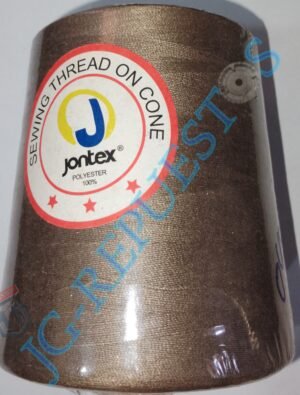 SEWING THREAD ON CONE
J
jontex®
POLYESTER
100%
JG-REPUESTOS